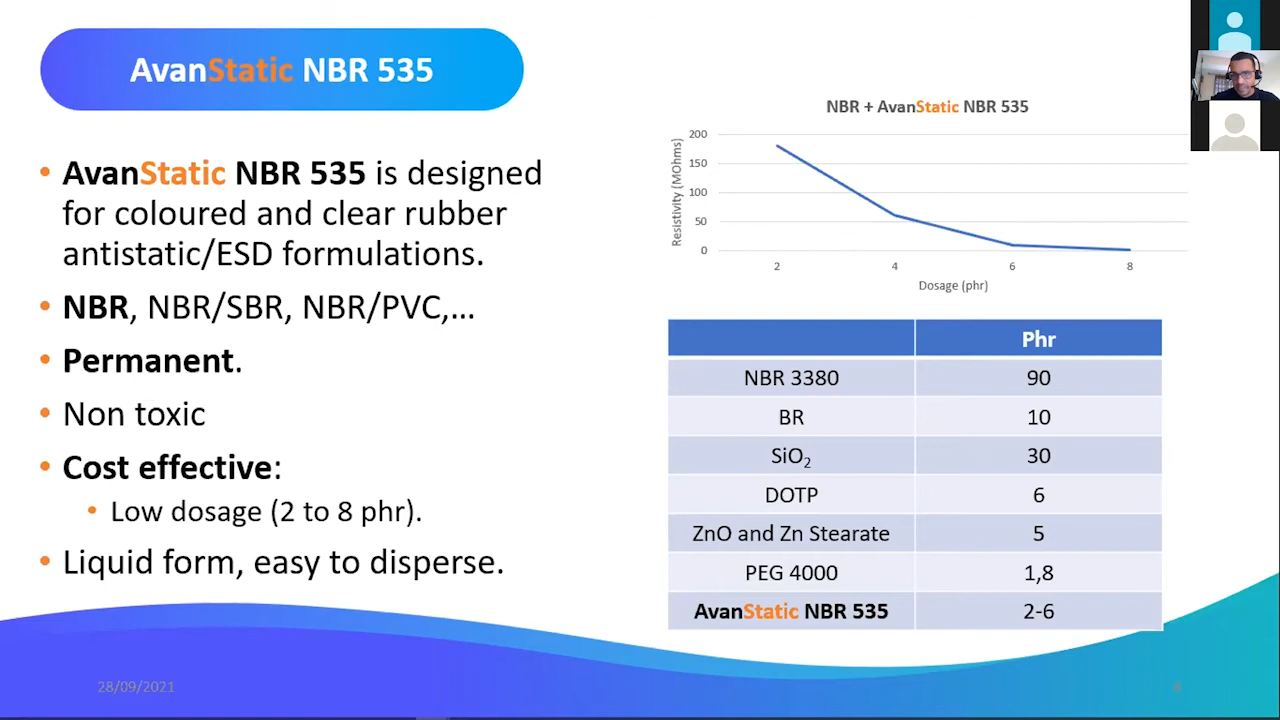 AvanStatic NBR 535
• AvanStatic NBR 535 is designed
for coloured and clear rubber
antistatic/ESD formulations.
• NBR, NBR/SBR, NBR/PVC,...
• Permanent.
• Non toxic
• Cost effective:
• Low dosage (2 to 8 phr).
• Liquid form, easy to disperse.
NBR + AvanStatic NBR 535
Resistivity (MOhms)
200
150
100
50
0
2 4 6 8
Dosage (phr)
Phr
NBR 3380 90
BR 10
SiO₂ 30
DOTP 6
ZnO and Zn Stearate 5
PEG 4000 1,8
AvanStatic NBR 535 2-6
28/09/2021